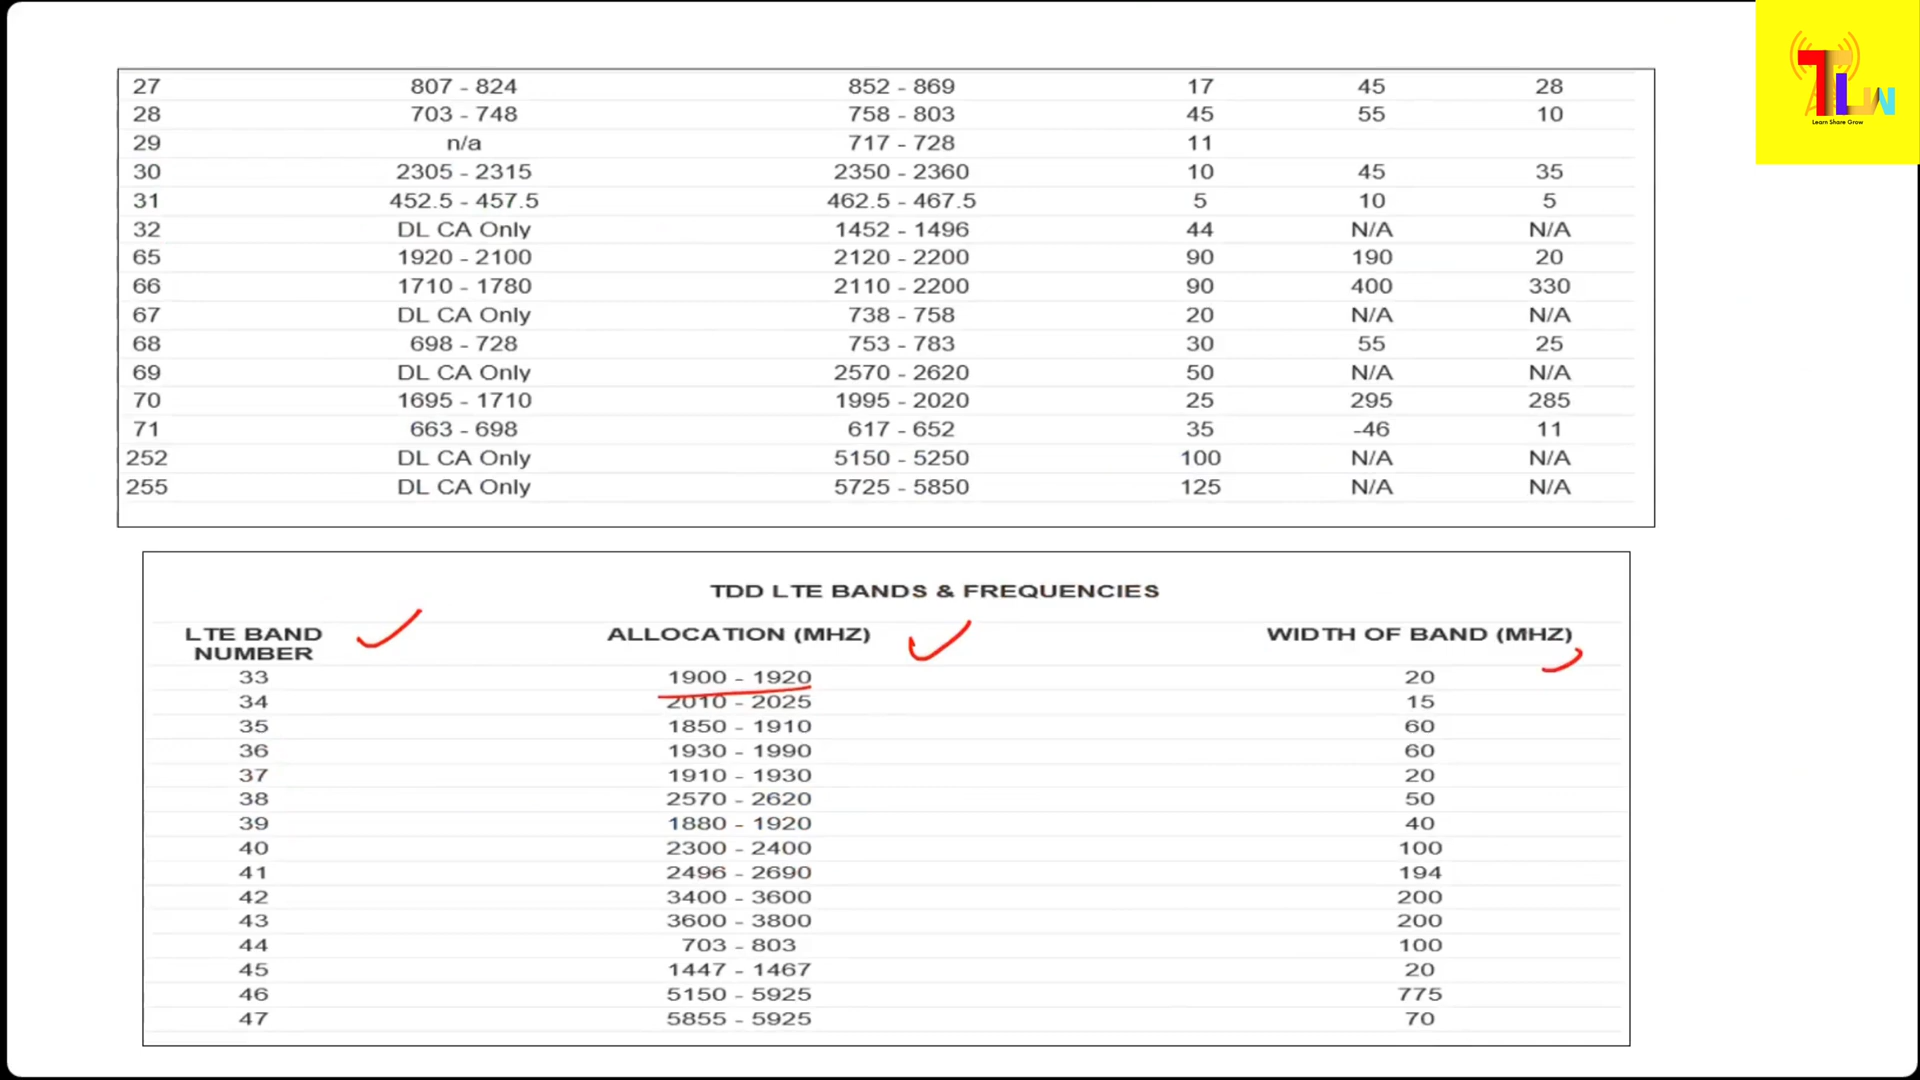 TLW
Learn Share Grow
27 807 - 824 852 - 869 17 45 28
28 703 - 748 758 - 803 45 55 10
29 n/a 717 - 728 11
30 2305 - 2315 2350 - 2360 10 45 35
31 452.5 - 457.5 462.5 - 467.5 5 10 5
32 DL CA Only 1452 - 1496 44 N/A N/A
65 1920 - 2100 2120 - 2200 90 190 20
66 1710 - 1780 2110 - 2200 90 400 330
67 DL CA Only 738 - 758 20 N/A N/A
68 698 - 728 753 - 783 30 55 25
69 DL CA Only 2570 - 2620 50 N/A N/A
70 1695 - 1710 1995 - 2020 25 295 285
71 663 - 698 617 - 652 35 -46 11
252 DL CA Only 5150 - 5250 100 N/A N/A
255 DL CA Only 5725 - 5850 125 N/A N/A
TDD LTE BANDS & FREQUENCIES
LTE BAND ALLOCATION (MHZ) WIDTH OF BAND (MHZ)
NUMBER
33 1900 - 1920 20
34 2010 - 2025 15
35 1850 - 1910 60
36 1930 - 1990 60
37 1910 - 1930 20
38 2570 - 2620 50
39 1880 - 1920 40
40 2300 - 2400 100
41 2496 - 2690 194
42 3400 - 3600 200
43 3600 - 3800 200
44 703 - 803 100
45 1447 - 1467 20
46 5150 - 5925 775
47 5855 - 5925 70